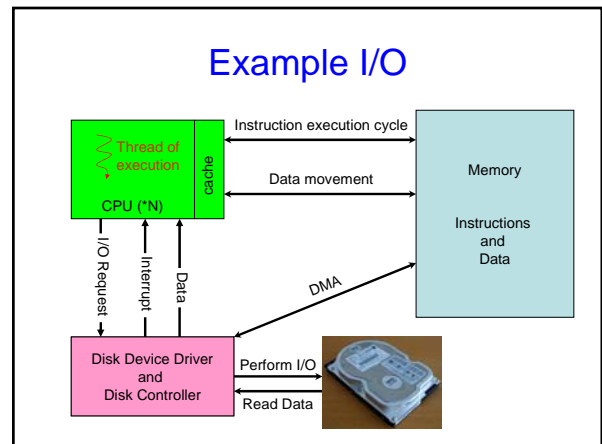 Example I/O
Instruction execution cycle
Thread of
execution
cache
Data movement
CPU (*N)
Memory
Instructions
and
Data
I/O Request
Interrupt
Data
DMA
Disk Device Driver
and
Disk Controller
Perform I/O
Read Data